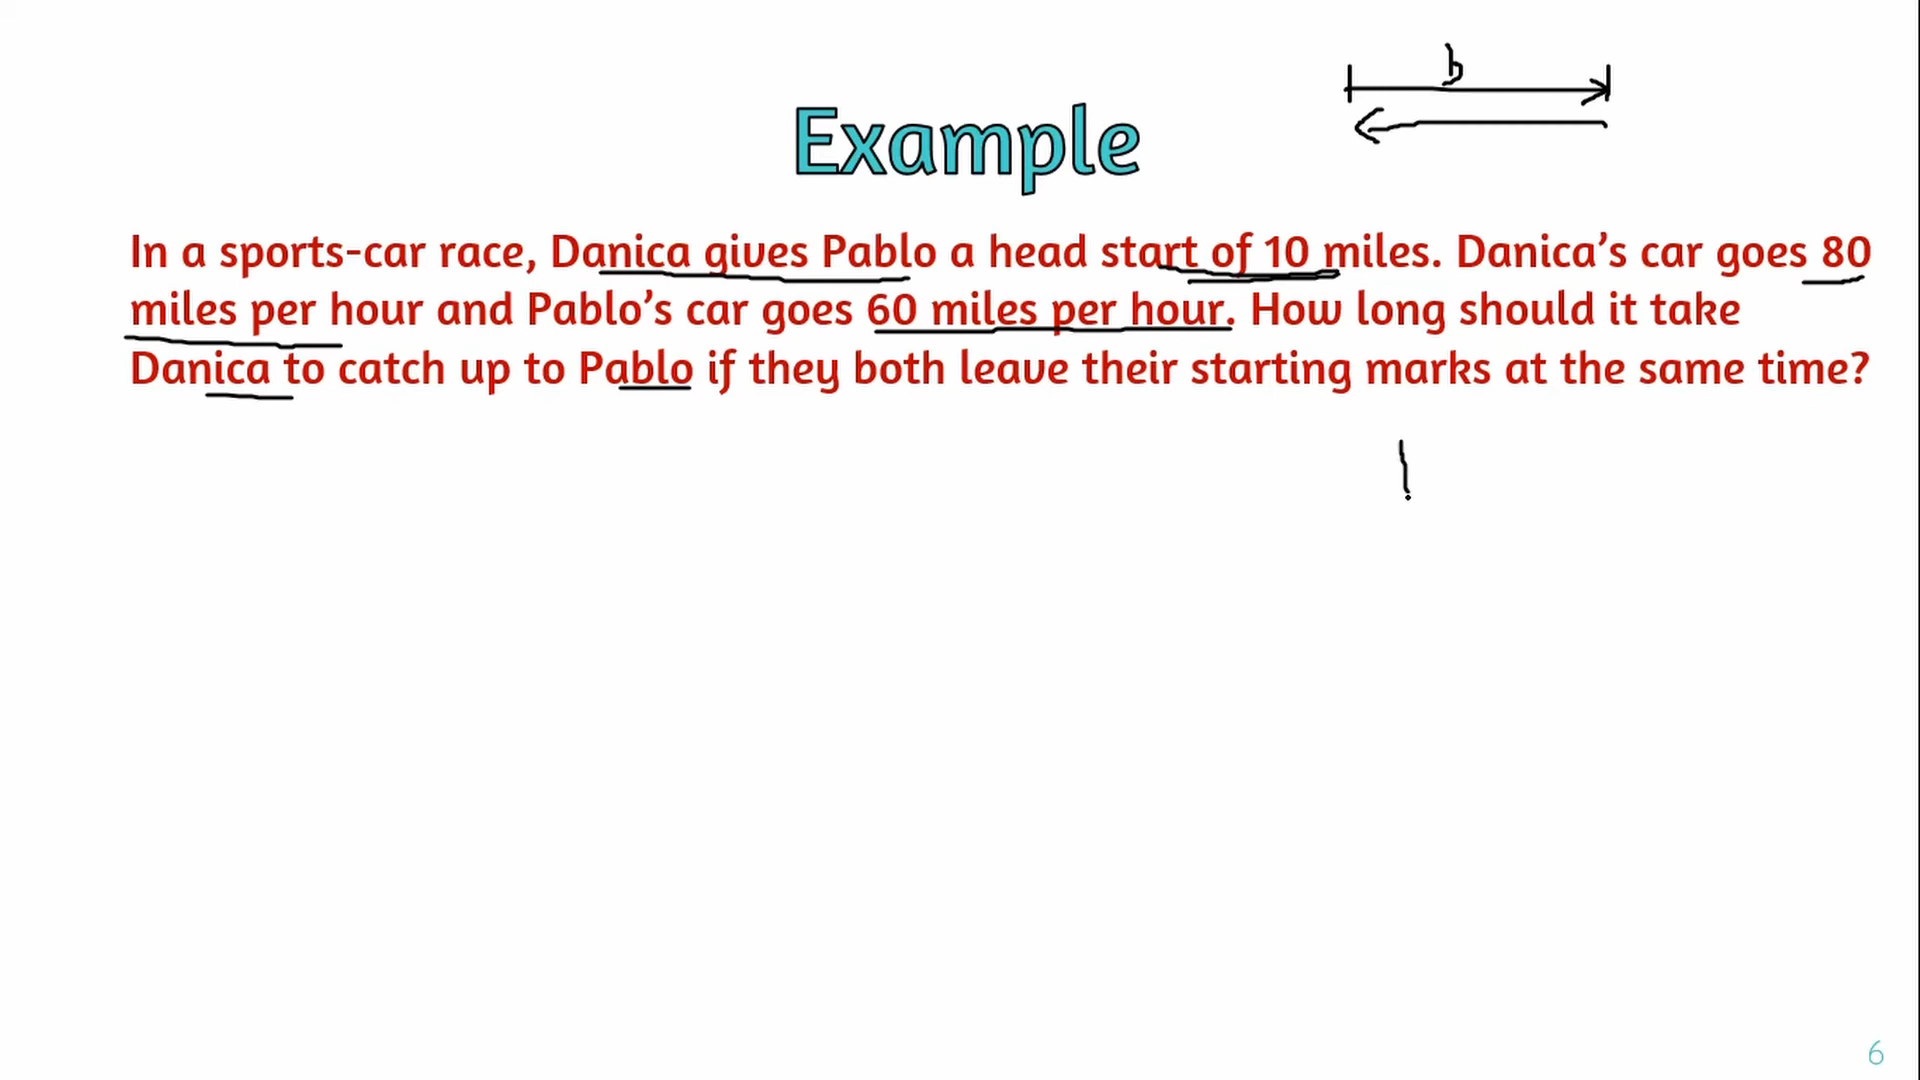 b
Example
In a sports-car race, Danica gives Pablo a head start of 10 miles. Danica’s car goes 80
miles per hour and Pablo’s car goes 60 miles per hour. How long should it take
Danica to catch up to Pablo if they both leave their starting marks at the same time?
6